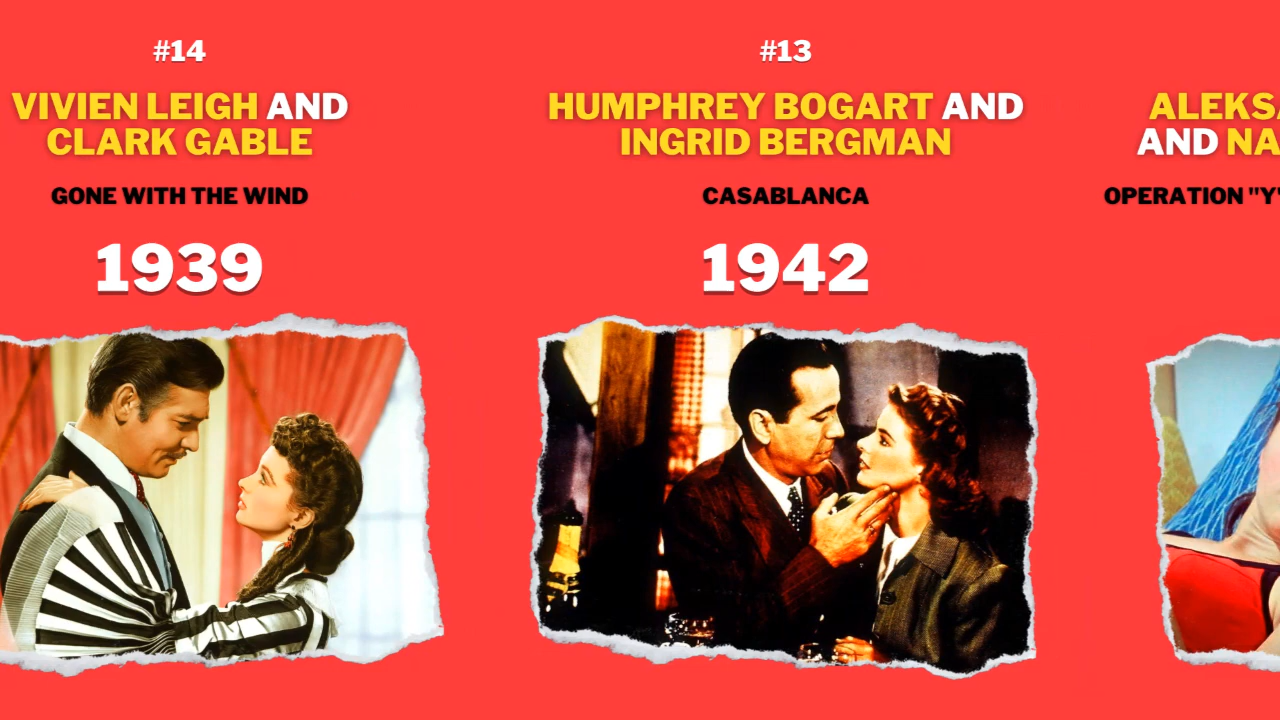 #14
VIVIEN LEIGH AND
CLARK GABLE
GONE WITH THE WIND
1939
#13
HUMPHREY BOGART AND
INGRID BERGMAN
CASABLANCA
1942
AND
OPERATION "Y"